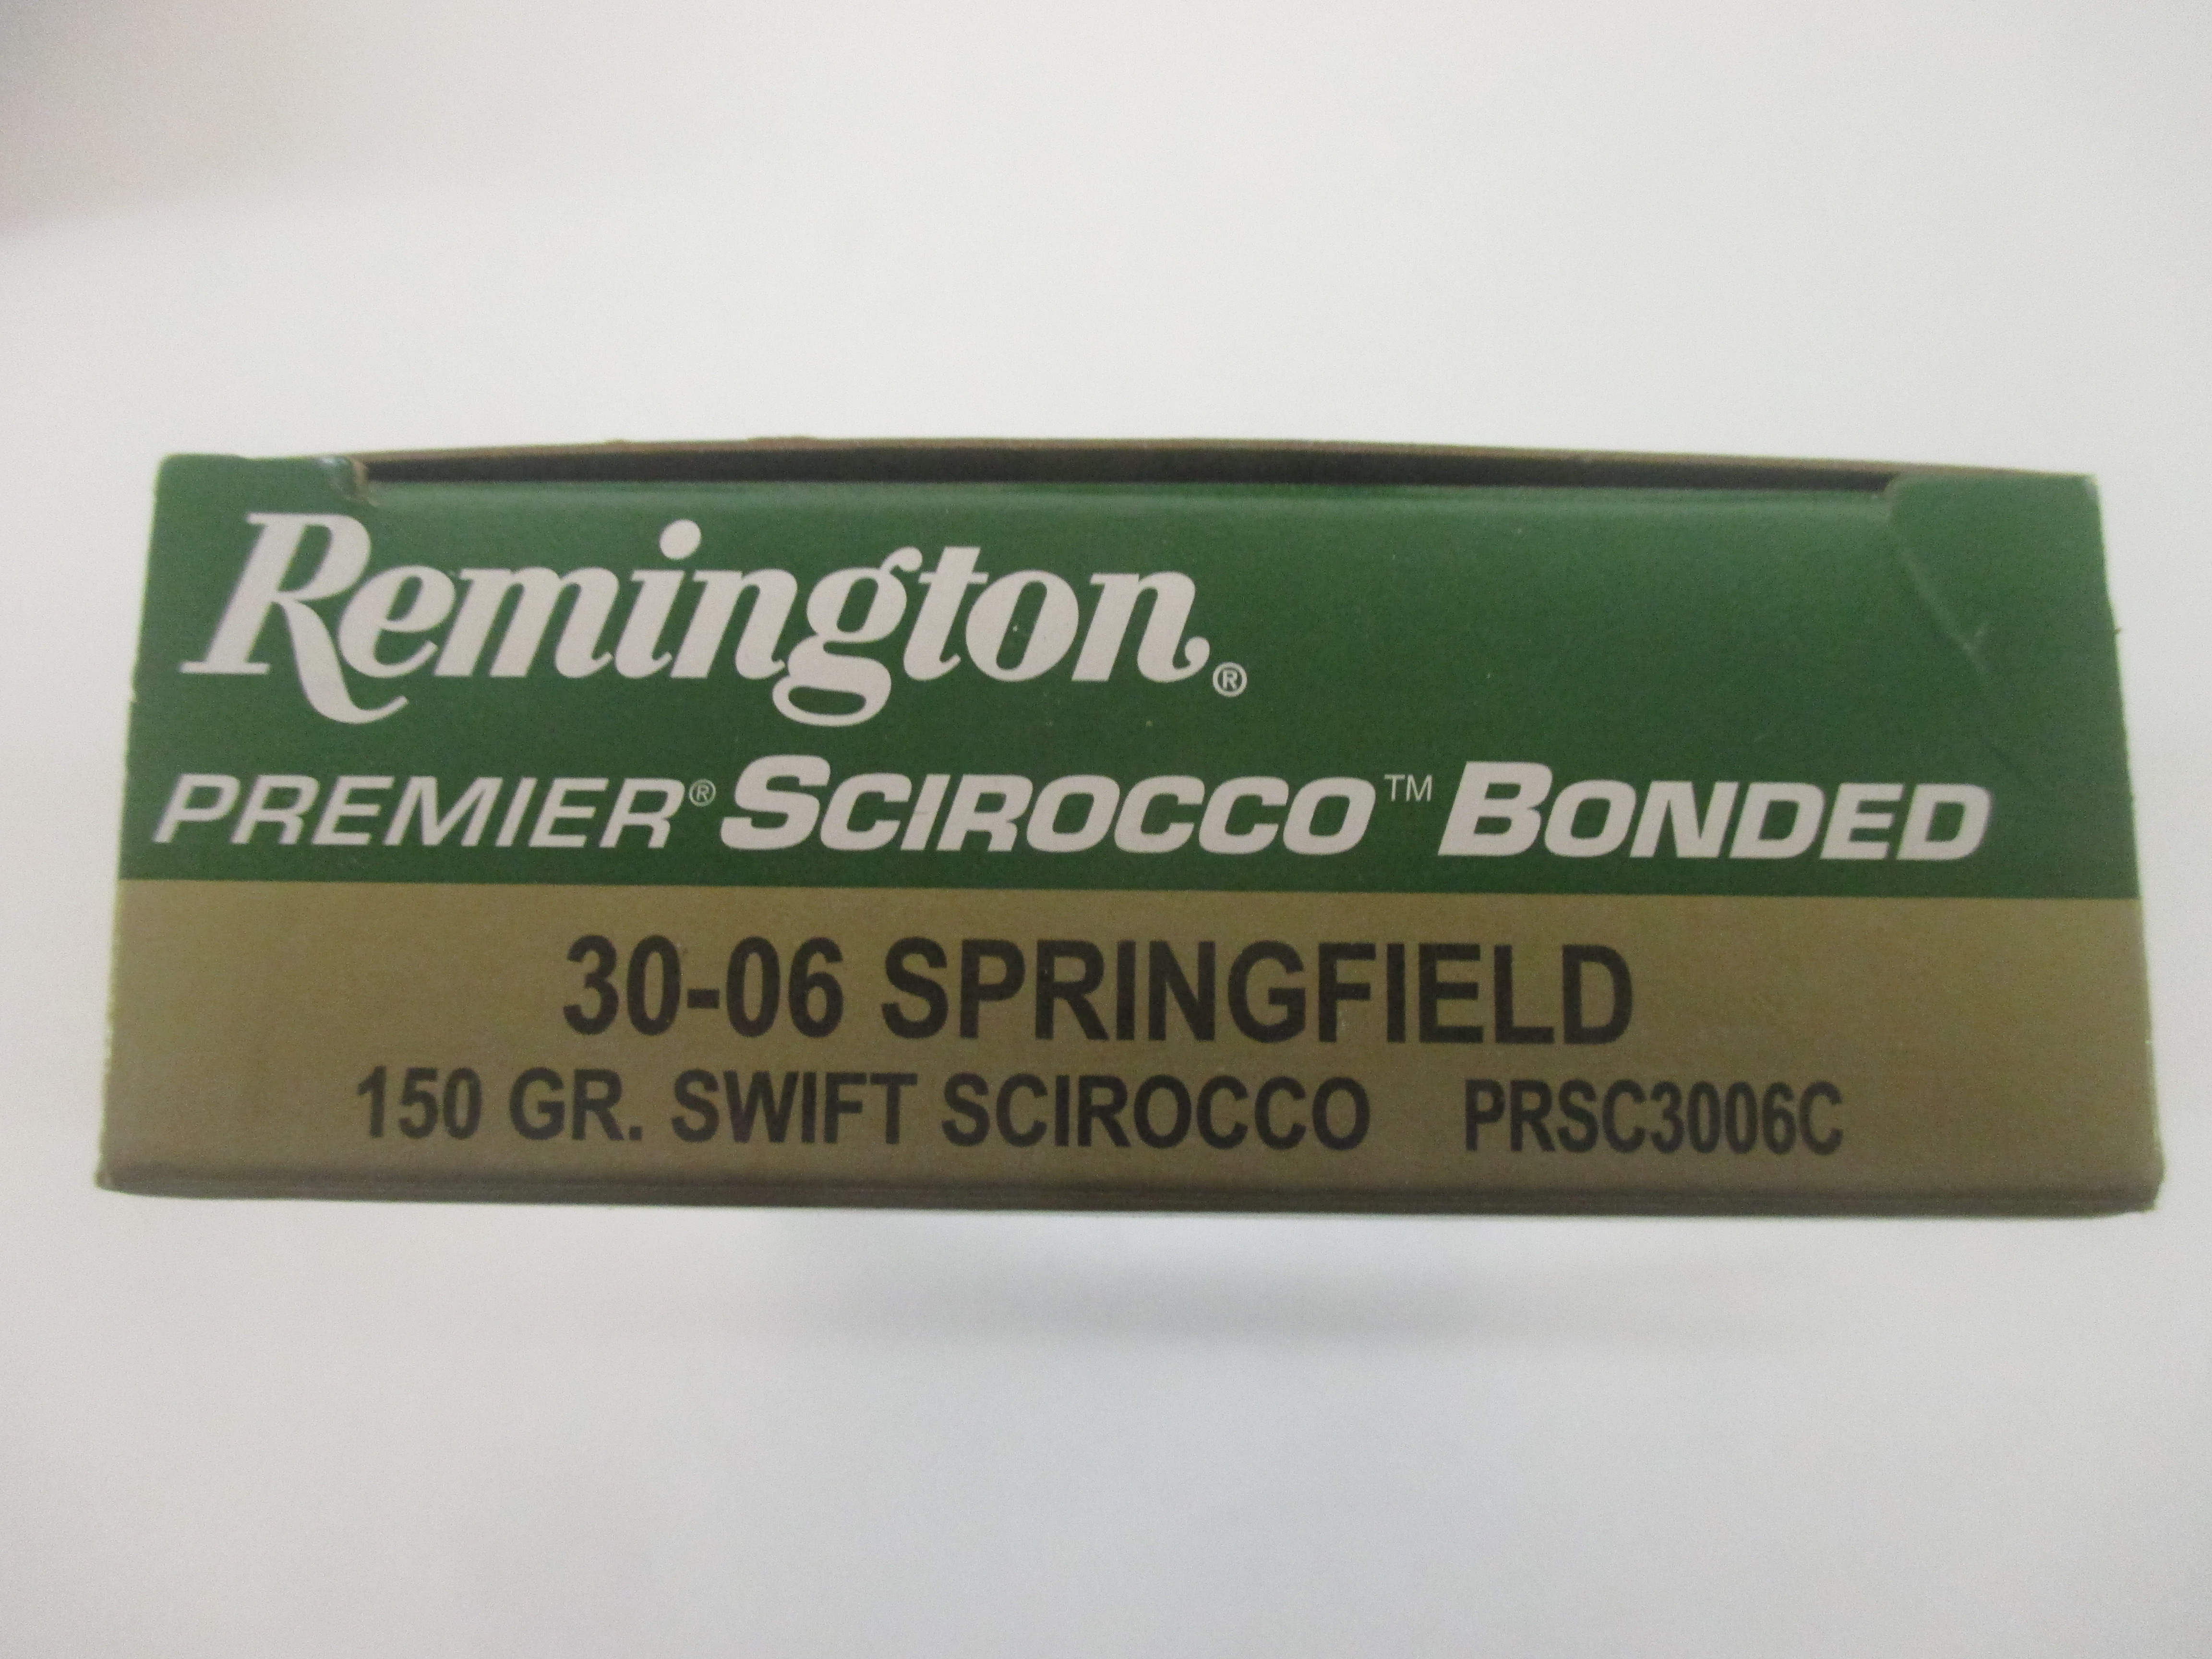 Remington®
PREMIER® SCIROCCO™ BONDED
30-06 SPRINGFIELD
150 GR. SWIFT SCIROCCO PRSC3006C